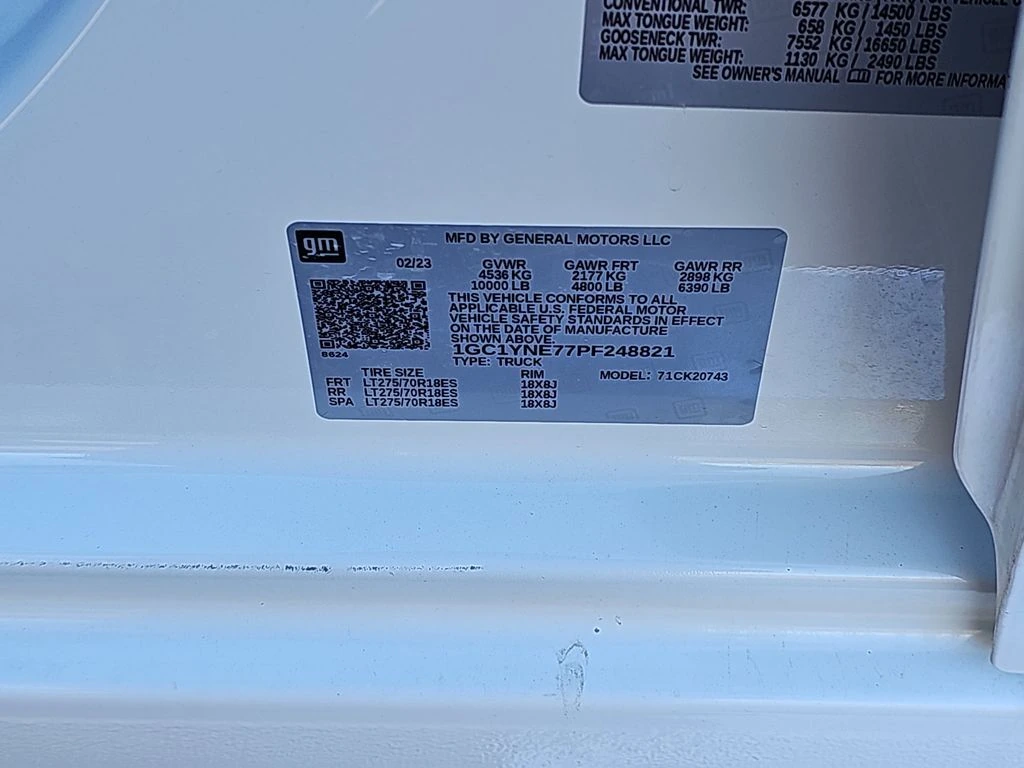 CONVENTIONAL TWR: 6577 KG/ 14500 LBS
MAX TONGUE WEIGHT: 658 KG/ 1450 LBS
GOOSENECK TWR: 7552 KG/ 16650 LBS
MAX TONGUE WEIGHT: 1130 KG/ 2490 LBS
SEE OWNER'S MANUAL FOR MORE INFORMA
gm
MFD BY GENERAL MOTORS LLC
02/23 GVWR GAWR FRT GAWR RR
4536 KG 2177 KG 2898 KG
10000 LB 4800 LB 6390 LB
THIS VEHICLE CONFORMS TO ALL
APPLICABLE U.S. FEDERAL MOTOR
VEHICLE SAFETY STANDARDS IN EFFECT
ON THE DATE OF MANUFACTURE
SHOWN ABOVE.
8624
1GC1YNE77PF248821
TYPE: TRUCK
TIRE SIZE RIM MODEL: 71CK20743
FRT LT275/70R18ES 18X8J
RR LT275/70R18ES 18X8J
SPA LT275/70R18ES 18X8J